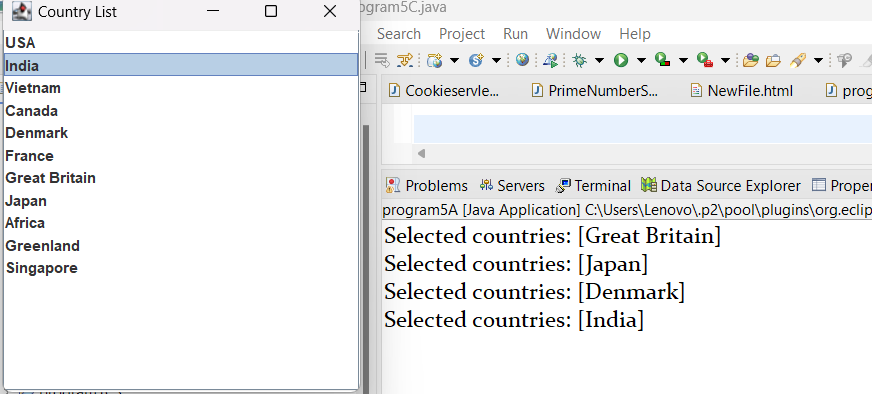 Country List
USA
India
Vietnam
Canada
Denmark
France
Great Britain
Japan
Africa
Greenland
Singapore
rogram5C.java
Search Project Run Window Help
Cookieservle... PrimeNumberS... NewFile.html prog
Problems Servers Terminal Data Source Explorer Proper
program5A [Java Application] C:\Users\Lenovo\.p2\pool\plugins\org.eclip
Selected countries: [Great Britain]
Selected countries: [Japan]
Selected countries: [Denmark]
Selected countries: [India]